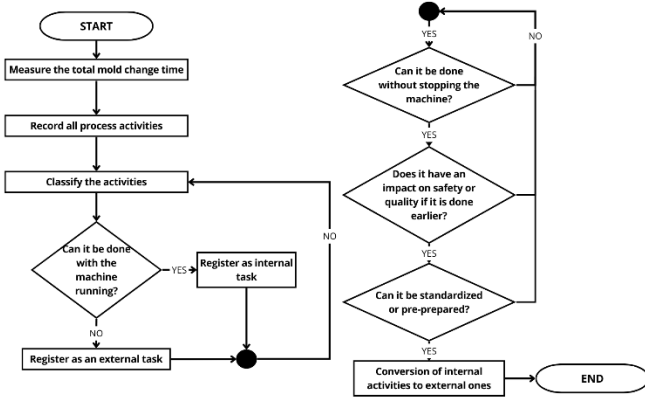 START
Measure the total mold change time
Record all process activities
Classify the activities
Can it be done
with the
machine
running?
YES
Register as internal
task
NO
Register as an external task
NO
YES
NO
Can it be done
without stopping the
machine?
YES
Does it have an
impact on safety or
quality if it is done
earlier?
YES
Can it be standardized
or pre-prepared?
YES
Conversion of internal
activities to external ones
END